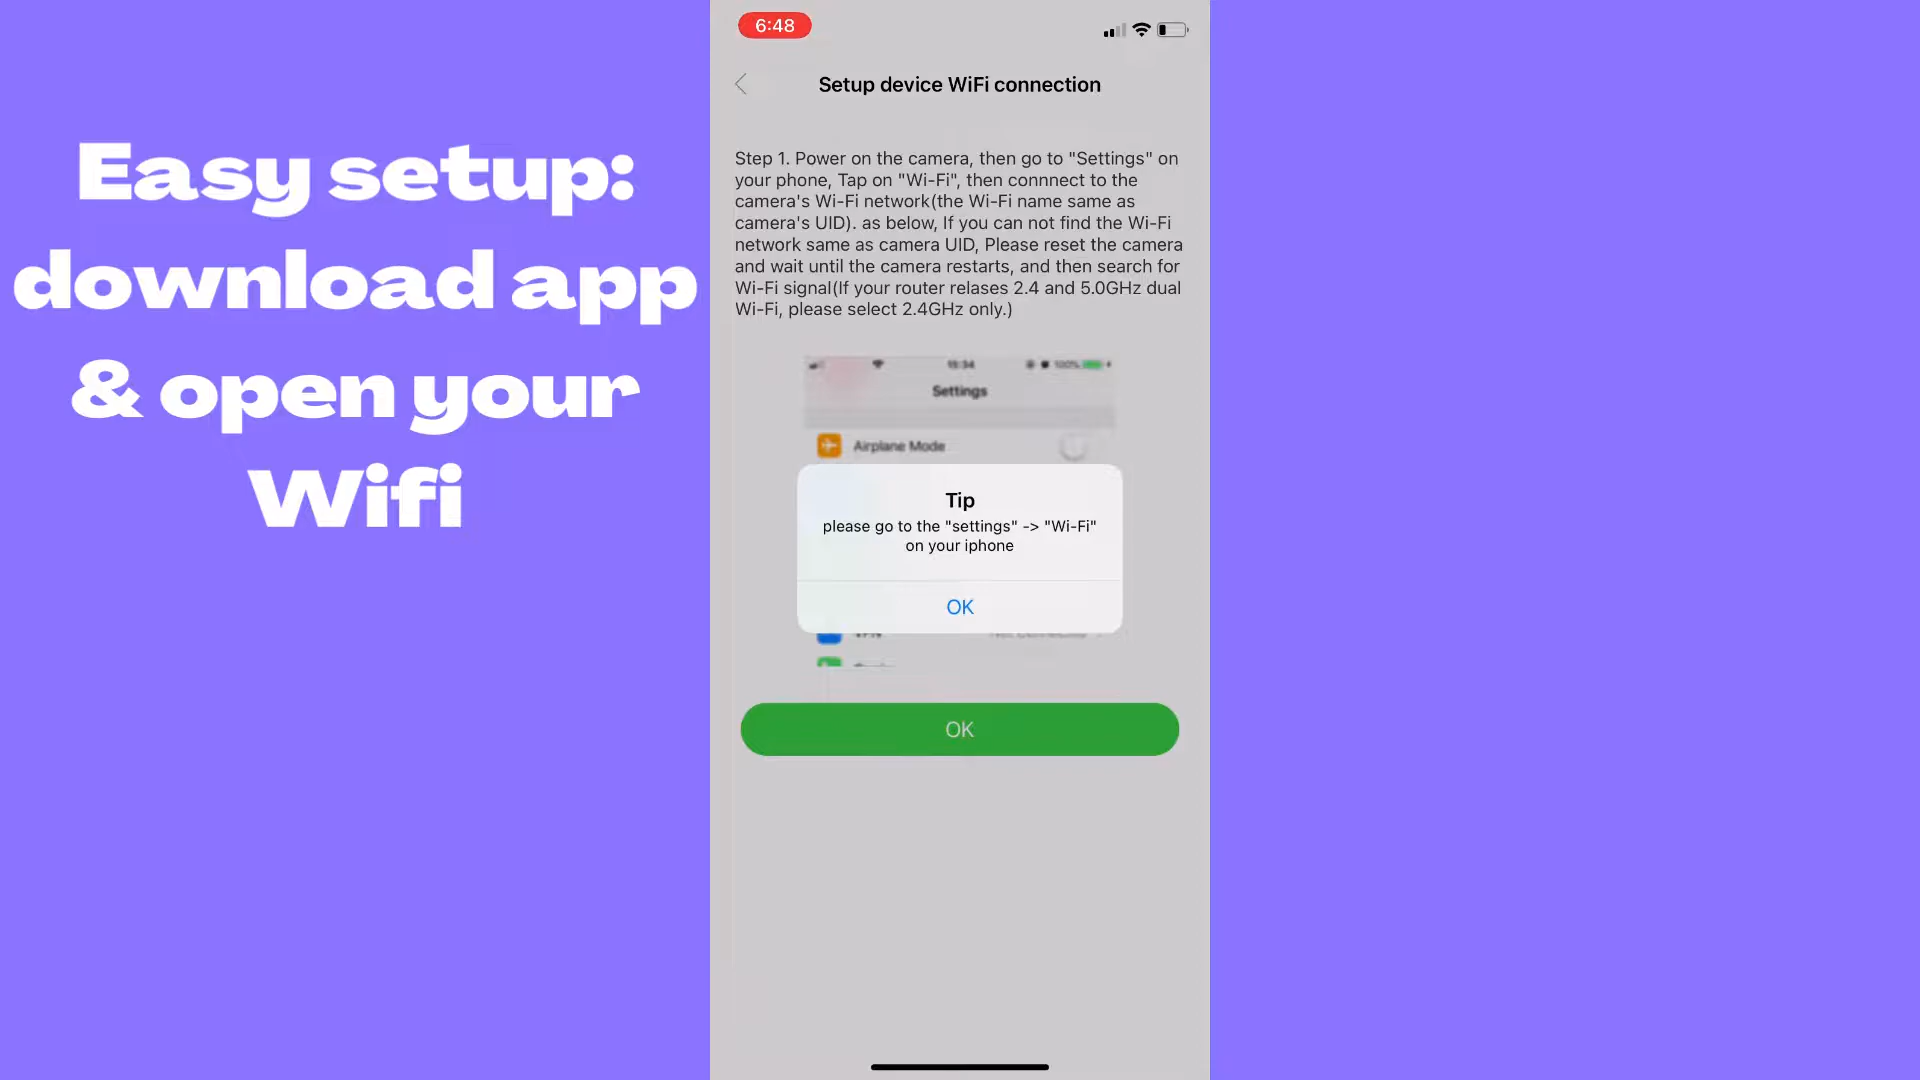 Easy setup:
download app
& open your
Wifi
6:48
Setup device WiFi connection
Step 1. Power on the camera, then go to "Settings" on
your phone, Tap on "Wi-Fi", then connnect to the
camera's Wi-Fi network(the Wi-Fi name same as
camera's UID). as below, If you can not find the Wi-Fi
network same as camera UID, Please reset the camera
and wait until the camera restarts, and then search for
Wi-Fi signal(If your router relases 2.4 and 5.0GHz dual
Wi-Fi, please select 2.4GHz only.)
15:34
100%
Settings
Airplane Mode
Tip
please go to the "settings" -> "Wi-Fi"
on your iphone
OK
OK